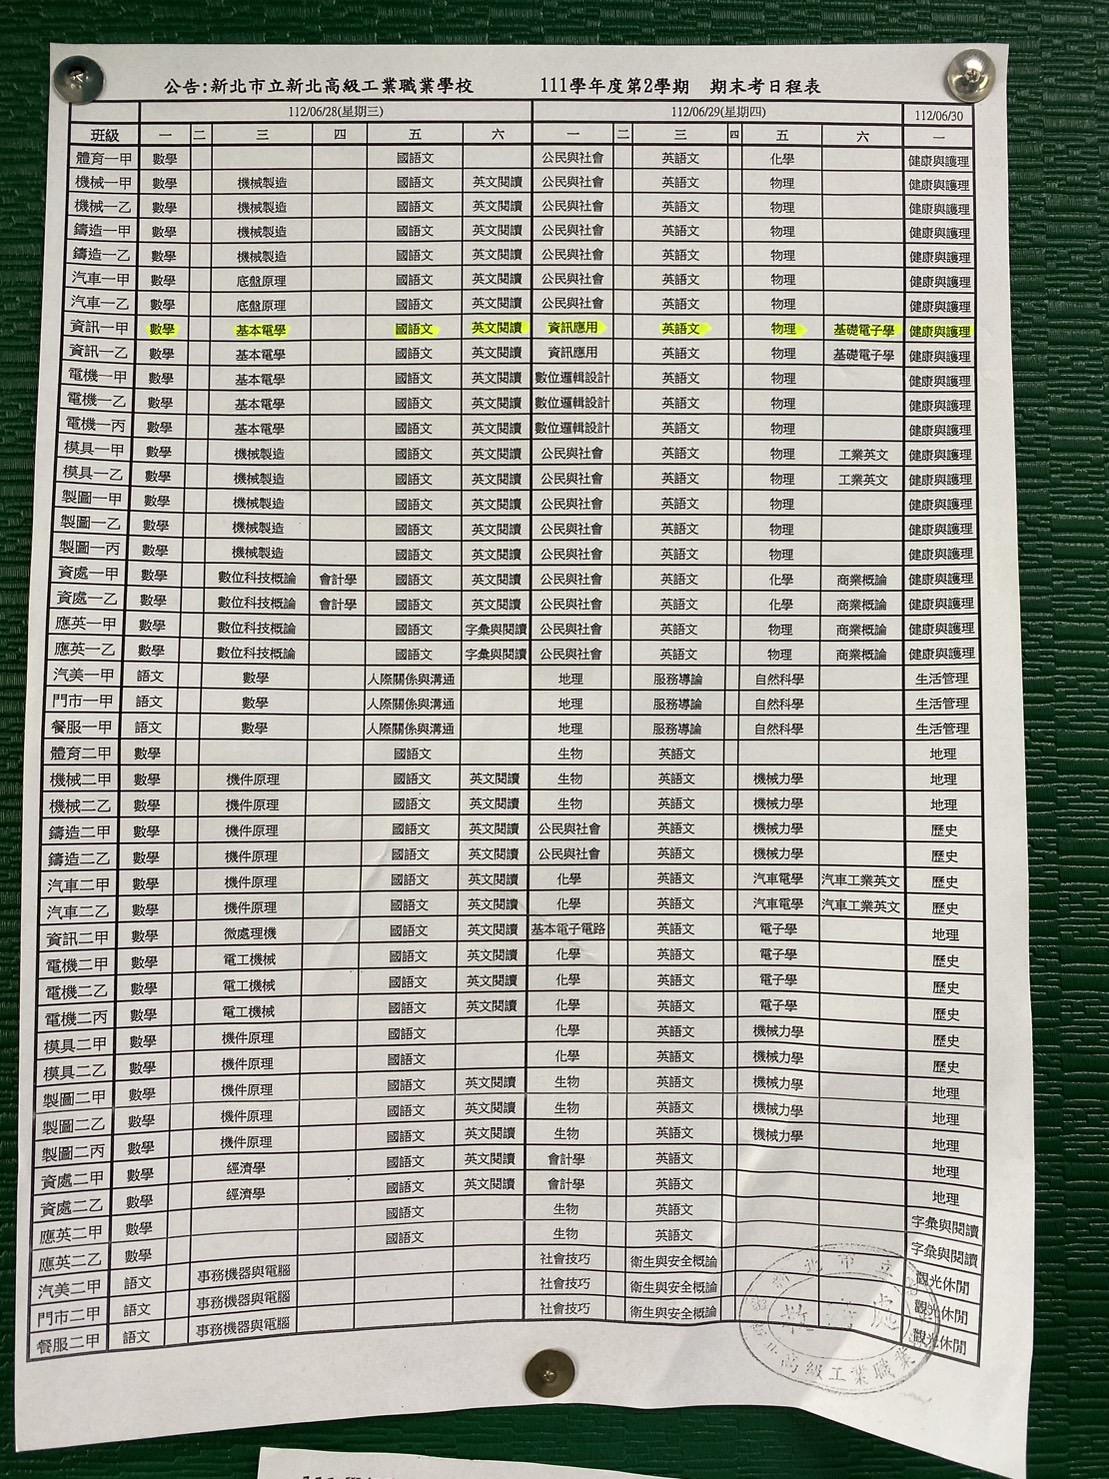 公告:新北市立新北高級工業職業學校 111學年度第2學期 期末考日程表
112/06/28(星期三) 112/06/29(星期四) 112/06/30
班級 一 二 三 四 五 六 一 二 三 四 五 六 一
體育一甲 數學 國語文 公民與社會 英語文 化學 健康與護理
機械一甲 數學 機械製造 國語文 英文閱讀 公民與社會 英語文 物理 健康與護理
機械一乙 數學 機械製造 國語文 英文閱讀 公民與社會 英語文 物理 健康與護理
鑄造一甲 數學 機械製造 國語文 英文閱讀 公民與社會 英語文 物理 健康與護理
鑄造一乙 數學 機械製造 國語文 英文閱讀 公民與社會 英語文 物理 健康與護理
汽車一甲 數學 底盤原理 國語文 英文閱讀 公民與社會 英語文 物理 健康與護理
汽車一乙 數學 底盤原理 國語文 英文閱讀 公民與社會 英語文 物理 健康與護理
資訊一甲 數學 基本電學 國語文 英文閱讀 資訊應用 英語文 物理 基礎電子學 健康與護理
資訊一乙 數學 基本電學 國語文 英文閱讀 資訊應用 英語文 物理 基礎電子學 健康與護理
電機一甲 數學 基本電學 國語文 英文閱讀 數位邏輯設計 英語文 物理 健康與護理
電機一乙 數學 基本電學 國語文 英文閱讀 數位邏輯設計 英語文 物理 健康與護理
電機一丙 數學 基本電學 國語文 英文閱讀 數位邏輯設計 英語文 物理 健康與護理
模具一甲 數學 機械製造 國語文 英文閱讀 公民與社會 英語文 物理 工業英文 健康與護理
模具一乙 數學 機械製造 國語文 英文閱讀 公民與社會 英語文 物理 工業英文 健康與護理
製圖一甲 數學 機械製造 國語文 英文閱讀 公民與社會 英語文 物理 健康與護理
製圖一乙 數學 機械製造 國語文 英文閱讀 公民與社會 英語文 物理 健康與護理
製圖一丙 數學 機械製造 國語文 英文閱讀 公民與社會 英語文 物理 健康與護理
資處一甲 數學 數位科技概論 會計學 國語文 英文閱讀 公民與社會 英語文 化學 商業概論 健康與護理
資處一乙 數學 數位科技概論 會計學 國語文 英文閱讀 公民與社會 英語文 化學 商業概論 健康與護理
應英一甲 數學 數位科技概論 國語文 字彙與閱讀 公民與社會 英語文 物理 商業概論 健康與護理
應英一乙 數學 數位科技概論 國語文 字彙與閱讀 公民與社會 英語文 物理 商業概論 健康與護理
汽美一甲 語文 數學 人際關係與溝通 地理 服務導論 自然科學 生活管理
門市一甲 語文 數學 人際關係與溝通 地理 服務導論 自然科學 生活管理
餐服一甲 語文 數學 人際關係與溝通 地理 服務導論 自然科學 生活管理
體育二甲 數學 國語文 生物 英語文 地理
機械二甲 數學 機件原理 國語文 英文閱讀 生物 英語文 機械力學 地理
機械二乙 數學 機件原理 國語文 英文閱讀 生物 英語文 機械力學 地理
鑄造二甲 數學 機件原理 國語文 英文閱讀 公民與社會 英語文 機械力學 歷史
鑄造二乙 數學 機件原理 國語文 英文閱讀 公民與社會 英語文 機械力學 歷史
汽車二甲 數學 機件原理 國語文 英文閱讀 化學 英語文 汽車電學 汽車工業英文 歷史
汽車二乙 數學 機件原理 國語文 英文閱讀 化學 英語文 汽車電學 汽車工業英文 歷史
資訊二甲 數學 微處理機 國語文 英文閱讀 基本電子電路 英語文 電子學 地理
電機二甲 數學 電工機械 國語文 英文閱讀 化學 英語文 電子學 歷史
電機二乙 數學 電工機械 國語文 英文閱讀 化學 英語文 電子學 歷史
電機二丙 數學 電工機械 國語文 英文閱讀 化學 英語文 電子學 歷史
模具二甲 數學 機件原理 國語文 化學 英語文 機械力學 歷史
模具二乙 數學 機件原理 國語文 化學 英語文 機械力學 歷史
製圖二甲 數學 機件原理 國語文 英文閱讀 生物 英語文 機械力學 地理
製圖二乙 數學 機件原理 國語文 英文閱讀 生物 英語文 機械力學 地理
製圖二丙 數學 機件原理 國語文 英文閱讀 生物 英語文 機械力學 地理
資處二甲 數學 經濟學 國語文 英文閱讀 會計學 英語文 地理
資處二乙 數學 經濟學 國語文 英文閱讀 會計學 英語文 地理
應英二甲 數學 國語文 生物 英語文 字彙與閱讀
應英二乙 數學 國語文 生物 英語文 字彙與閱讀
汽美二甲 語文 事務機器與電腦 社會技巧 衛生與安全概論 觀光休閒
門市二甲 語文 事務機器與電腦 社會技巧 衛生與安全概論 觀光休閒
餐服二甲 語文 事務機器與電腦 社會技巧 衛生與安全概論 觀光休閒